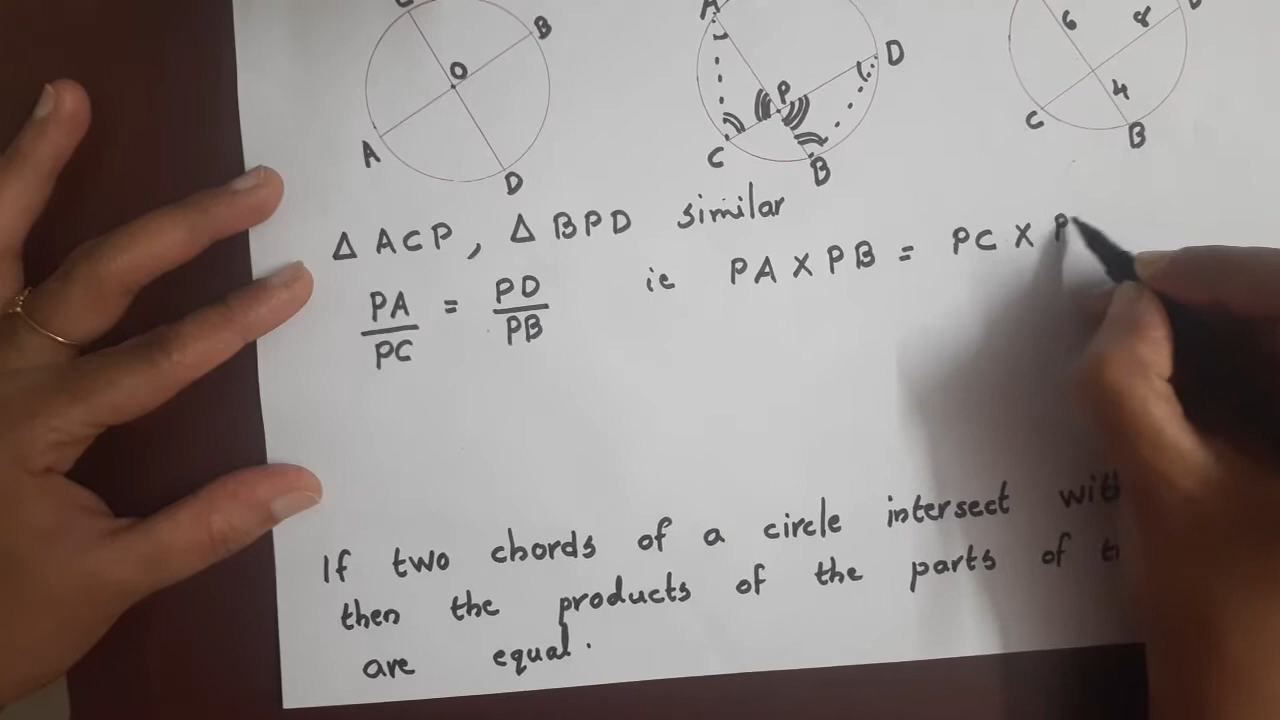 B
O
A
D
A
D
P
C
B
6
8
4
C
B
Δ ACP, Δ BPD similar
PA/PC = PD/PB ie PA X PB = PC X P
If two chords of a circle intersect
then the products of the parts of
are equal.